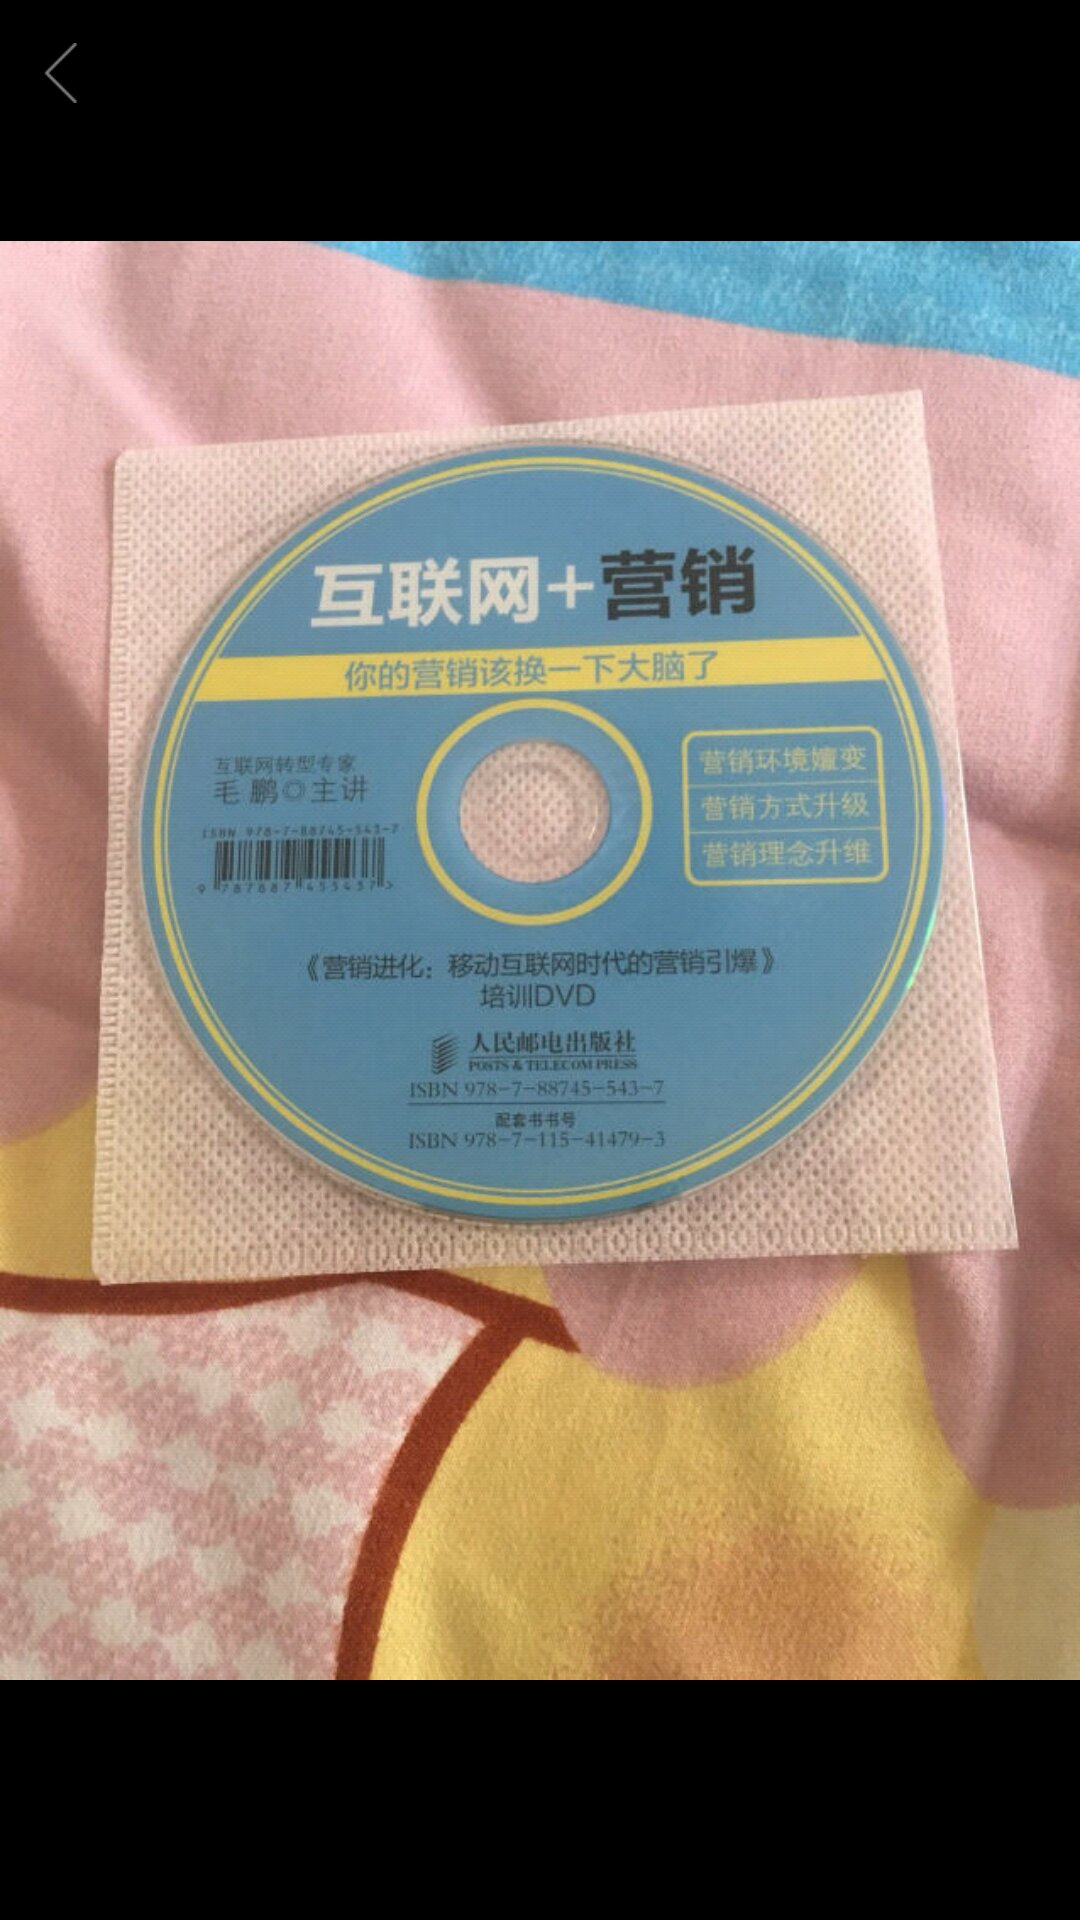 互联网+营销
你的营销该换一下大脑了
互联网转型专家
毛 鹏◎主讲
ISBN 978-7-88745-543-7
9 787887 455437 >
营销环境嬗变
营销方式升级
营销理念升维
《营销进化：移动互联网时代的营销引爆》
培训DVD
人民邮电出版社
POSTS & TELECOM PRESS
ISBN 978-7-88745-543-7
配套书书号
ISBN 978-7-115-41479-3